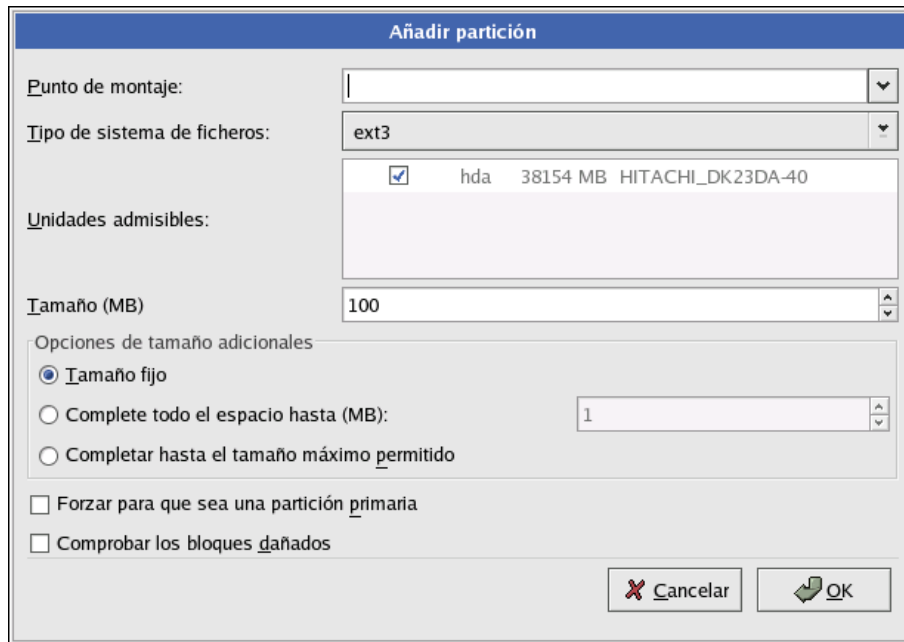 Añadir partición
Punto de montaje:
Tipo de sistema de ficheros: ext3
hda 38154 MB HITACHI_DK23DA-40
Unidades admisibles:
Tamaño (MB) 100
Opciones de tamaño adicionales
Tamaño fijo
Complete todo el espacio hasta (MB): 1
Completar hasta el tamaño máximo permitido
Forzar para que sea una partición primaria
Comprobar los bloques dañados
Cancelar OK